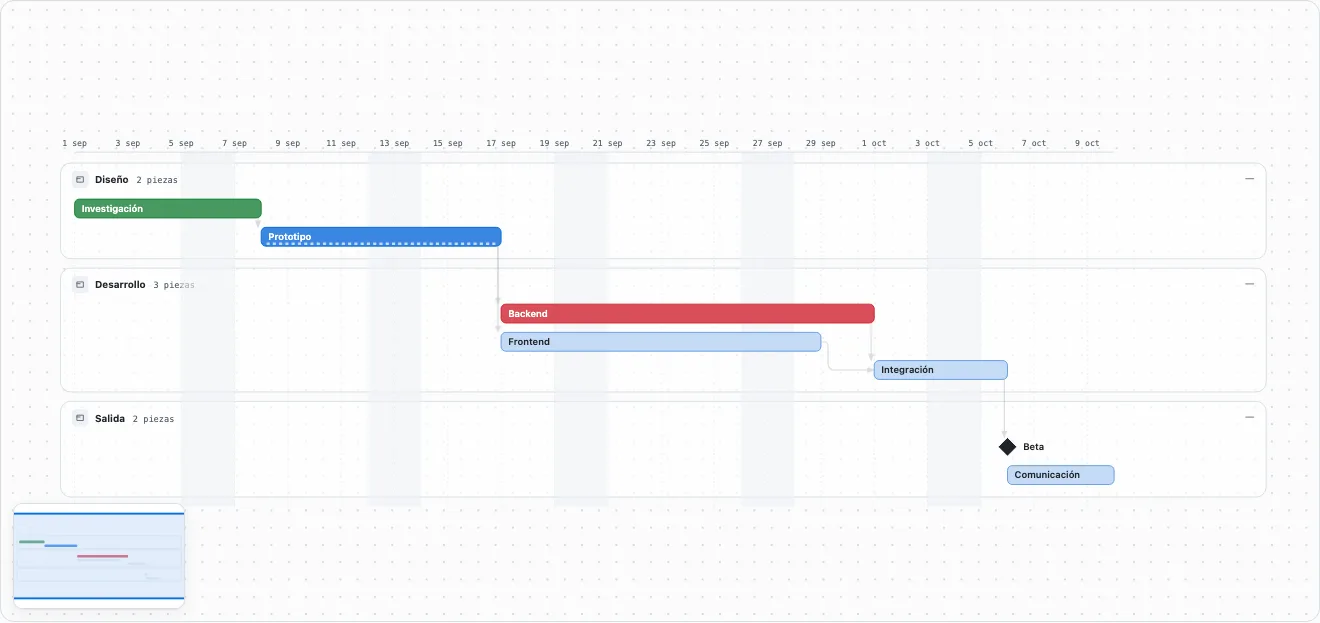 1 sep 3 sep 5 sep 7 sep 9 sep 11 sep 13 sep 15 sep 17 sep 19 sep 21 sep 23 sep 25 sep 27 sep 29 sep 1 oct 3 oct 5 oct 7 oct 9 oct
Diseño 2 piezas
Investigación
Prototipo
Desarrollo 3 piezas
Backend
Frontend
Integración
Salida 2 piezas
Beta
Comunicación